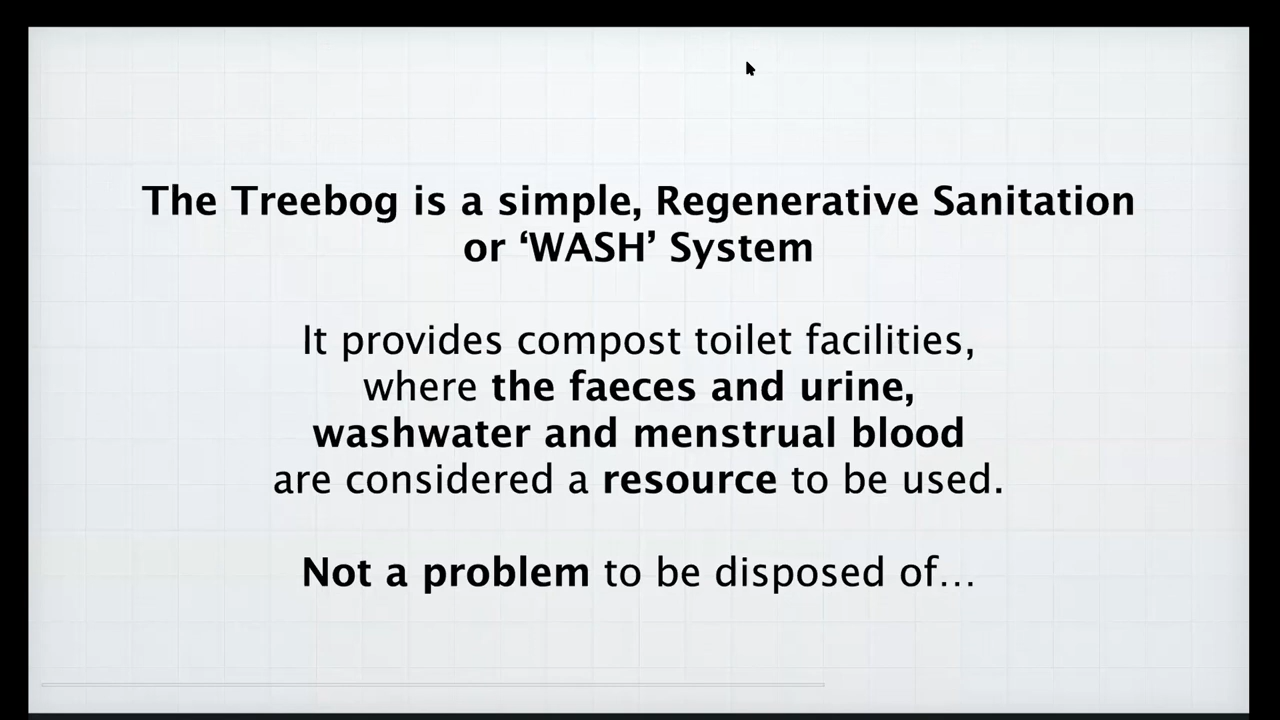 The Treebog is a simple, Regenerative Sanitation
or ‘WASH’ System
It provides compost toilet facilities,
where the faeces and urine,
washwater and menstrual blood
are considered a resource to be used.
Not a problem to be disposed of…